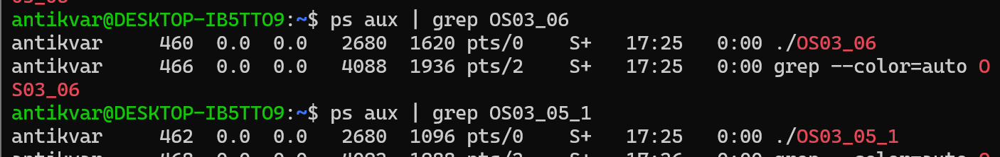 antikvar@DESKTOP-IB5TTO9:~$ ps aux | grep OS03_06
antikvar     460  0.0  0.0   2680  1620 pts/0    S+   17:25   0:00 ./OS03_06
antikvar     466  0.0  0.0   4088  1936 pts/2    S+   17:25   0:00 grep --color=auto O
S03_06
antikvar@DESKTOP-IB5TTO9:~$ ps aux | grep OS03_05_1
antikvar     462  0.0  0.0   2680  1096 pts/0    S+   17:25   0:00 ./OS03_05_1